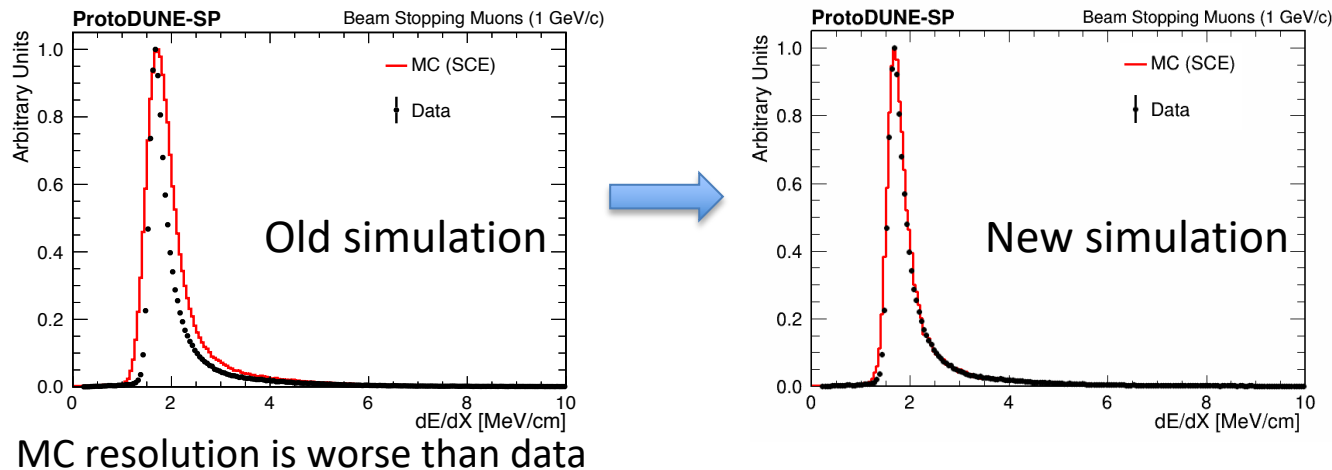 ProtoDUNE-SP Beam Stopping Muons (1 GeV/c)
Arbitrary Units
1.0
0.8
0.6
0.4
0.2
0.0
MC (SCE)
Data
Old simulation
0 2 4 6 8 10
dE/dX [MeV/cm]
MC resolution is worse than data
ProtoDUNE-SP Beam Stopping Muons (1 GeV/c)
Arbitrary Units
1.0
0.8
0.6
0.4
0.2
0.0
MC (SCE)
Data
New simulation
0 2 4 6 8 10
dE/dX [MeV/cm]